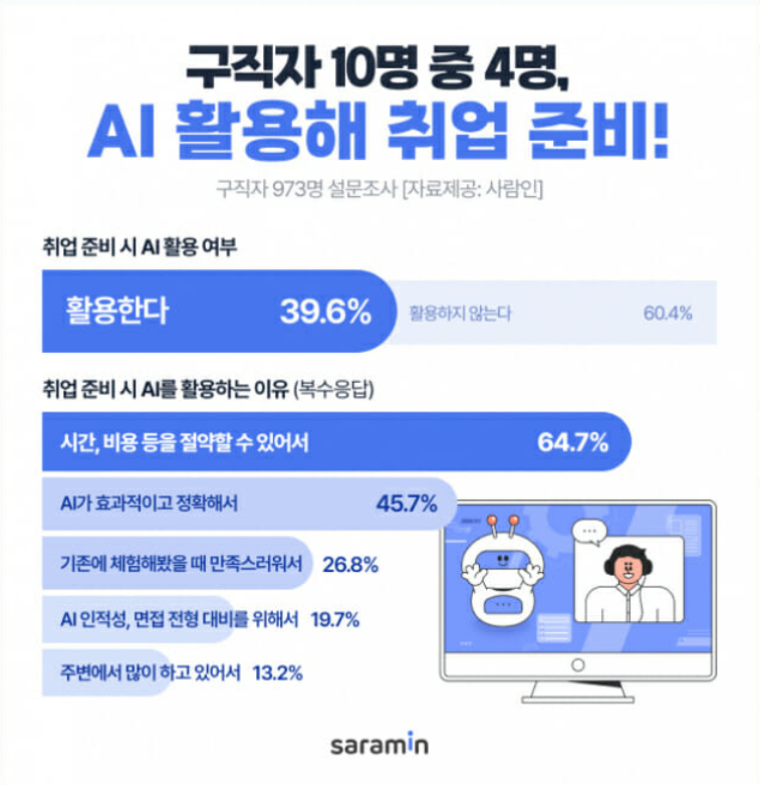 구직자 10명 중 4명,
AI 활용해 취업 준비!
구직자 973명 설문조사 [자료제공: 사람인]
취업 준비 시 AI 활용 여부
활용한다 39.6% 활용하지 않는다 60.4%
취업 준비 시 AI를 활용하는 이유 (복수응답)
시간, 비용 등을 절약할 수 있어서 64.7%
AI가 효과적이고 정확해서 45.7%
기존에 체험해봤을 때 만족스러워서 26.8%
AI 인적성, 면접 전형 대비를 위해서 19.7%
주변에서 많이 하고 있어서 13.2%
saramin